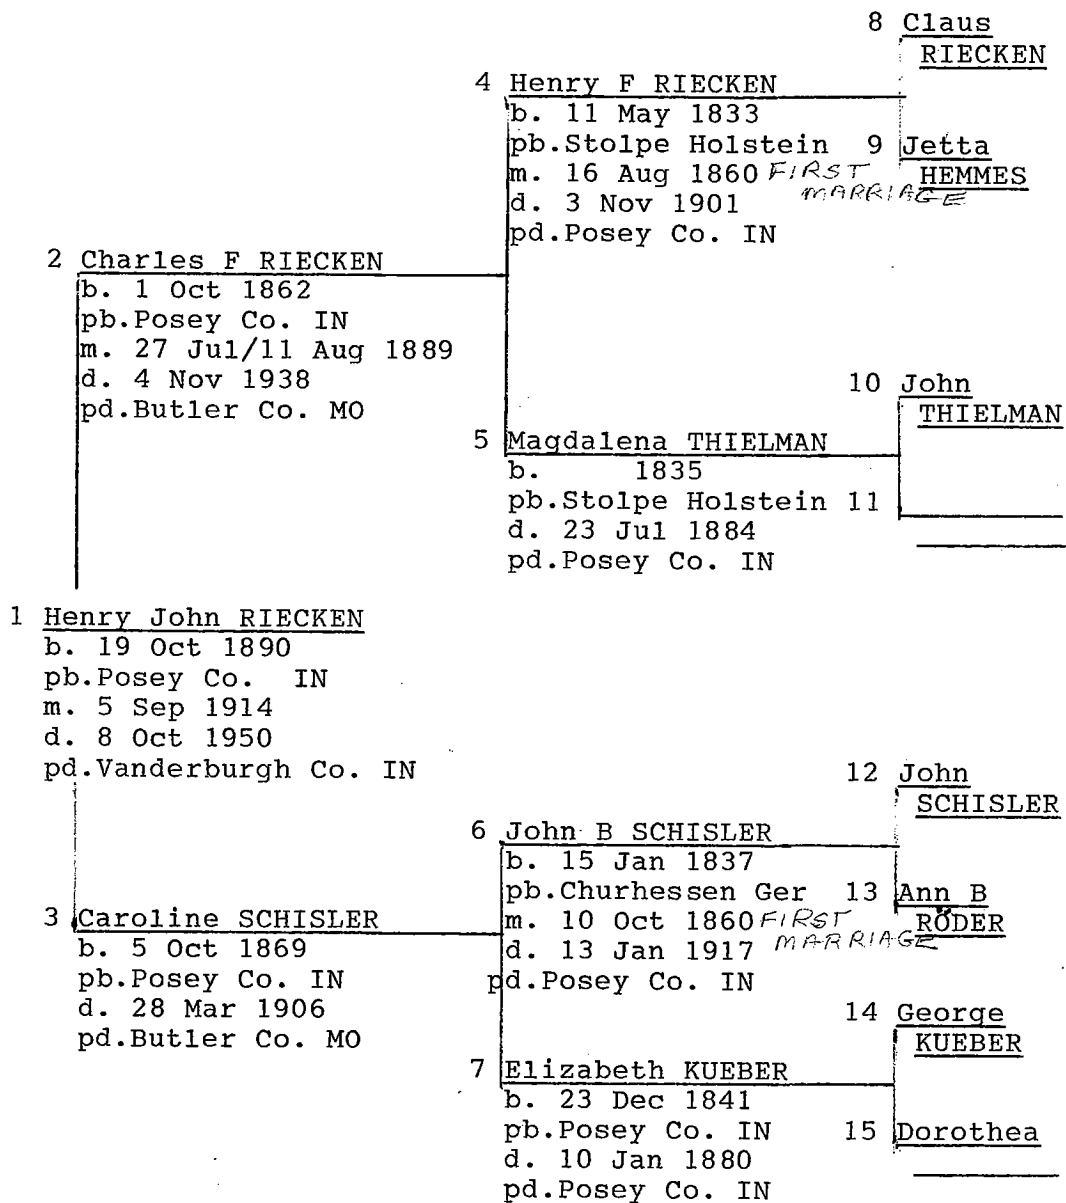 8 Claus
RIECKEN
4 Henry F RIECKEN
b. 11 May 1833
pb.Stolpe Holstein
m. 16 Aug 1860 FIRST MARRIAGE
d. 3 Nov 1901
pd.Posey Co. IN
9 Jetta
HEMMES
2 Charles F RIECKEN
b. 1 Oct 1862
pb.Posey Co. IN
m. 27 Jul/11 Aug 1889
d. 4 Nov 1938
pd.Butler Co. MO
10 John
THIELMAN
5 Magdalena THIELMAN
b. 1835
pb.Stolpe Holstein
d. 23 Jul 1884
pd.Posey Co. IN
11
1 Henry John RIECKEN
b. 19 Oct 1890
pb.Posey Co. IN
m. 5 Sep 1914
d. 8 Oct 1950
pd.Vanderburgh Co. IN
12 John
SCHISLER
6 John B SCHISLER
b. 15 Jan 1837
pb.Churhessen Ger
m. 10 Oct 1860 FIRST MARRIAGE
d. 13 Jan 1917
pd.Posey Co. IN
13 Ann B
RÖDER
3 Caroline SCHISLER
b. 5 Oct 1869
pb.Posey Co. IN
d. 28 Mar 1906
pd.Butler Co. MO
14 George
KUEBER
7 Elizabeth KUEBER
b. 23 Dec 1841
pb.Posey Co. IN
d. 10 Jan 1880
pd.Posey Co. IN
15 Dorothea